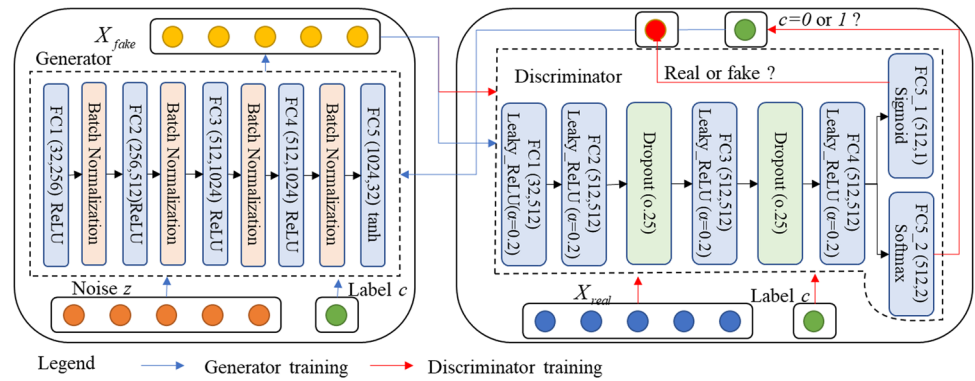 X_fake
Generator
FC1 (32,256) ReLU
Batch Normalization
FC2 (256,512)ReLU
Batch Normalization
FC3 (512,1024) ReLU
Batch Normalization
FC4 (512,1024) ReLU
Batch Normalization
FC5 (1024,32) tanh
Noise z
Label c
c=0 or 1 ?
Discriminator
Real or fake ?
FC1 (32,512)
Leaky_ReLU(α=0.2)
FC2 (512,512)
Leaky_ReLU (α=0.2)
Dropout (o.25)
FC3 (512,512)
Leaky_ReLU (α=0.2)
Dropout (o.25)
FC4 (512,512)
Leaky_ReLU (α=0.2)
FC5_1 (512,1)
Sigmoid
FC5_2 (512,2)
Softmax
X_real
Label c
Legend
Generator training
Discriminator training